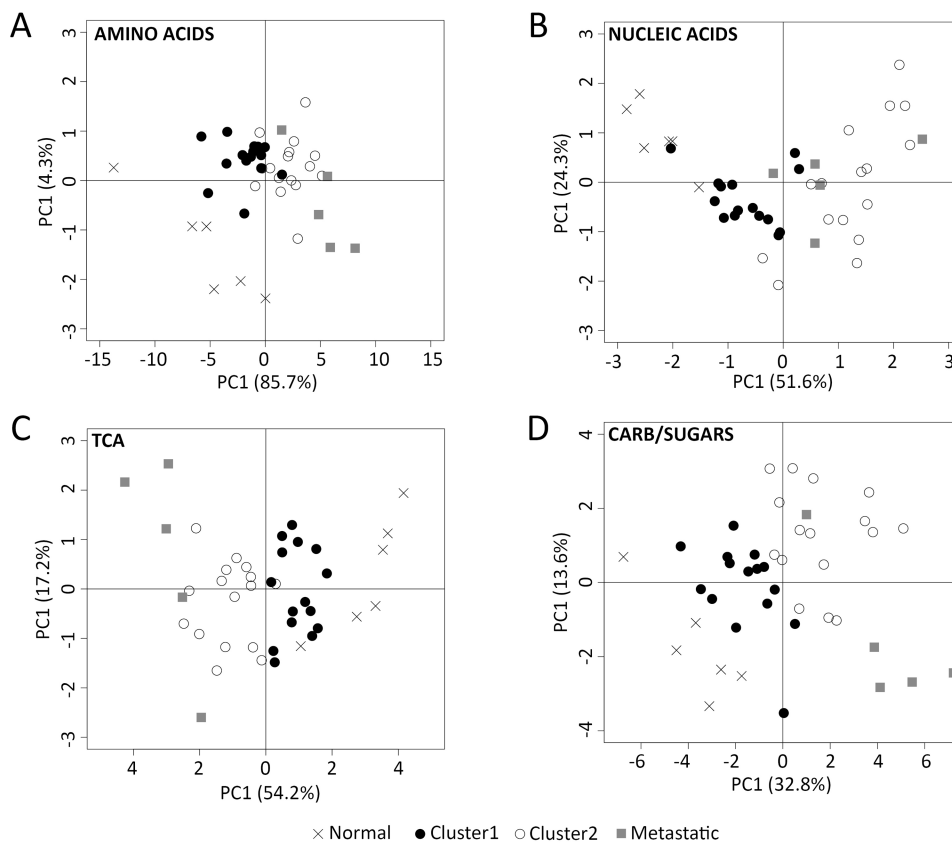 A
AMINO ACIDS
3
2
1
0
-1
-2
-3
PC1 (4.3%)
-15 -10 -5 0 5 10 15
PC1 (85.7%)
B
NUCLEIC ACIDS
3
2
1
0
-1
-2
-3
PC1 (24.3%)
-3 -2 -1 0 1 2 3
PC1 (51.6%)
C
TCA
3
2
1
0
-1
-2
-3
PC1 (17.2%)
4 2 0 2 4
PC1 (54.2%)
D
CARB/SUGARS
4
2
0
-2
-4
PC1 (13.6%)
-6 -4 -2 0 2 4 6
PC1 (32.8%)
Normal Cluster1 Cluster2 Metastatic